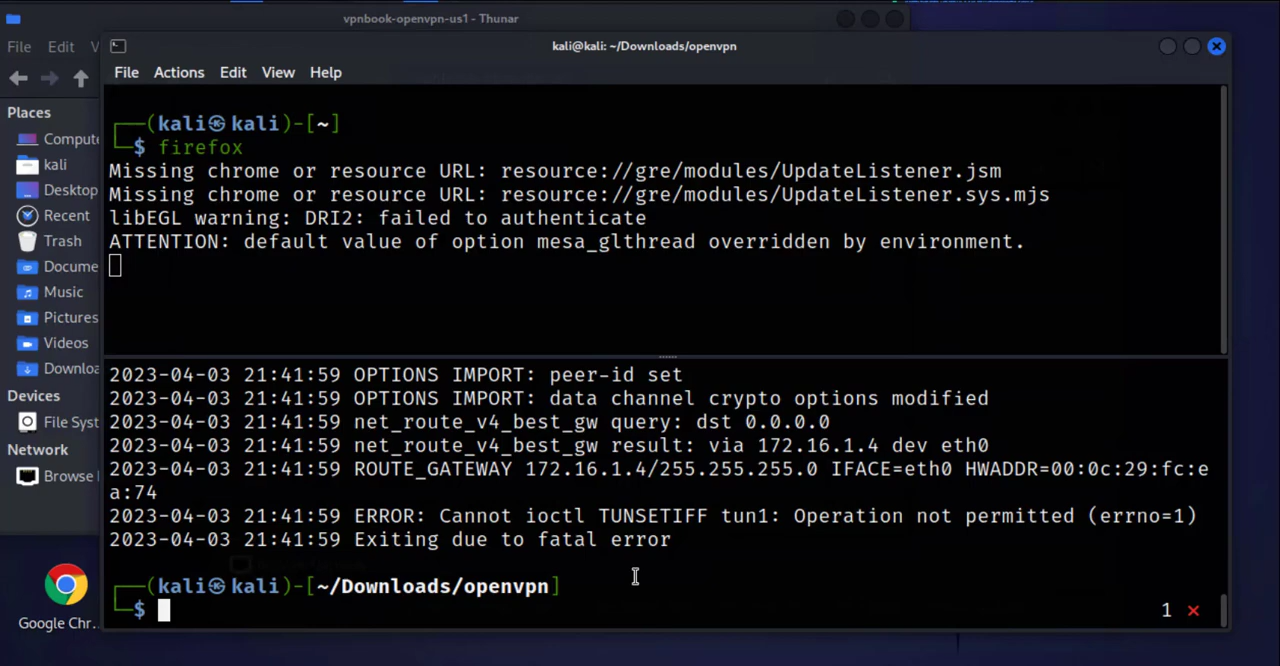 vpnbook-openvpn-us1 - Thunar
File Edit V
kali@kali: ~/Downloads/openvpn
File Actions Edit View Help
Places
Compute
kali
Desktop
Recent
Trash
Docume
Music
Pictures
Videos
Downloa
Devices
File Syst
Network
Browse
Google Chr...
┌──(kali㉿kali)-[~]
└─$ firefox
Missing chrome or resource URL: resource://gre/modules/UpdateListener.jsm
Missing chrome or resource URL: resource://gre/modules/UpdateListener.sys.mjs
libEGL warning: DRI2: failed to authenticate
ATTENTION: default value of option mesa_glthread overridden by environment.
2023-04-03 21:41:59 OPTIONS IMPORT: peer-id set
2023-04-03 21:41:59 OPTIONS IMPORT: data channel crypto options modified
2023-04-03 21:41:59 net_route_v4_best_gw query: dst 0.0.0.0
2023-04-03 21:41:59 net_route_v4_best_gw result: via 172.16.1.4 dev eth0
2023-04-03 21:41:59 ROUTE_GATEWAY 172.16.1.4/255.255.255.0 IFACE=eth0 HWADDR=00:0c:29:fc:e
a:74
2023-04-03 21:41:59 ERROR: Cannot ioctl TUNSETIFF tun1: Operation not permitted (errno=1)
2023-04-03 21:41:59 Exiting due to fatal error
┌──(kali㉿kali)-[~/Downloads/openvpn]
└─$ 1 ⨯